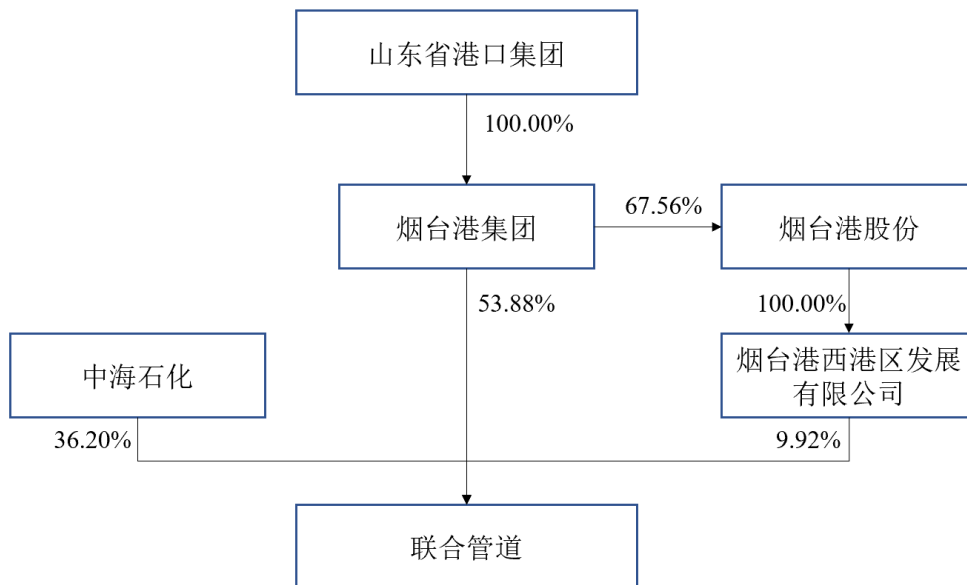 山东省港口集团
100.00%
67.56%
烟台港集团
烟台港股份
53.88%
100.00%
中海石化
烟台港西港区发展
有限公司
36.20%
9.92%
联合管道